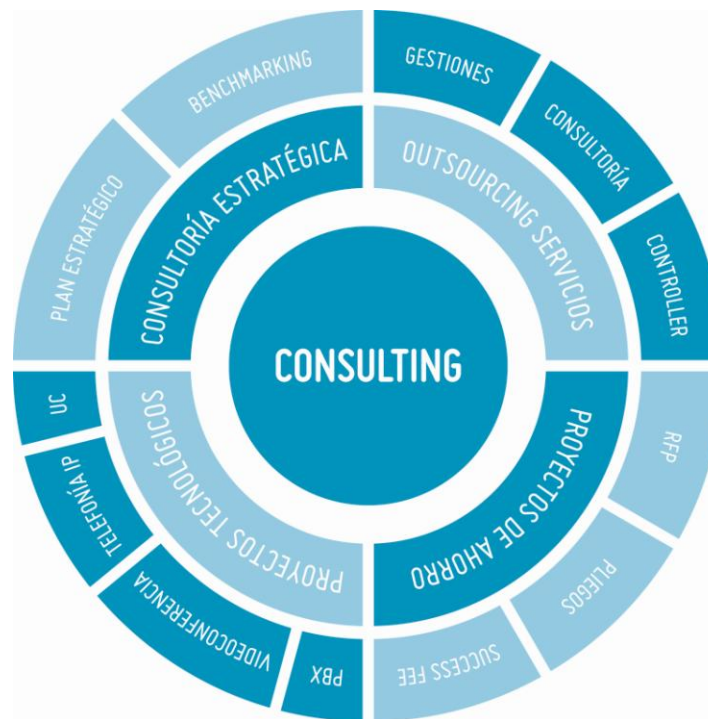 BENCHMARKING
GESTIONES
CONSULTORÍA
CONTROLLER
PLAN ESTRATÉGICO
CONSULTORÍA ESTRATÉGICA
OUTSOURCING SERVICIOS
CONSULTING
UC
TELEFONÍA IP
VIDEOCONFERENCIA
PBX
PROYECTOS TECNOLÓGICOS
PROYECTOS DE AHORRO
RFP
PLIEGOS
SUCCESS FEE